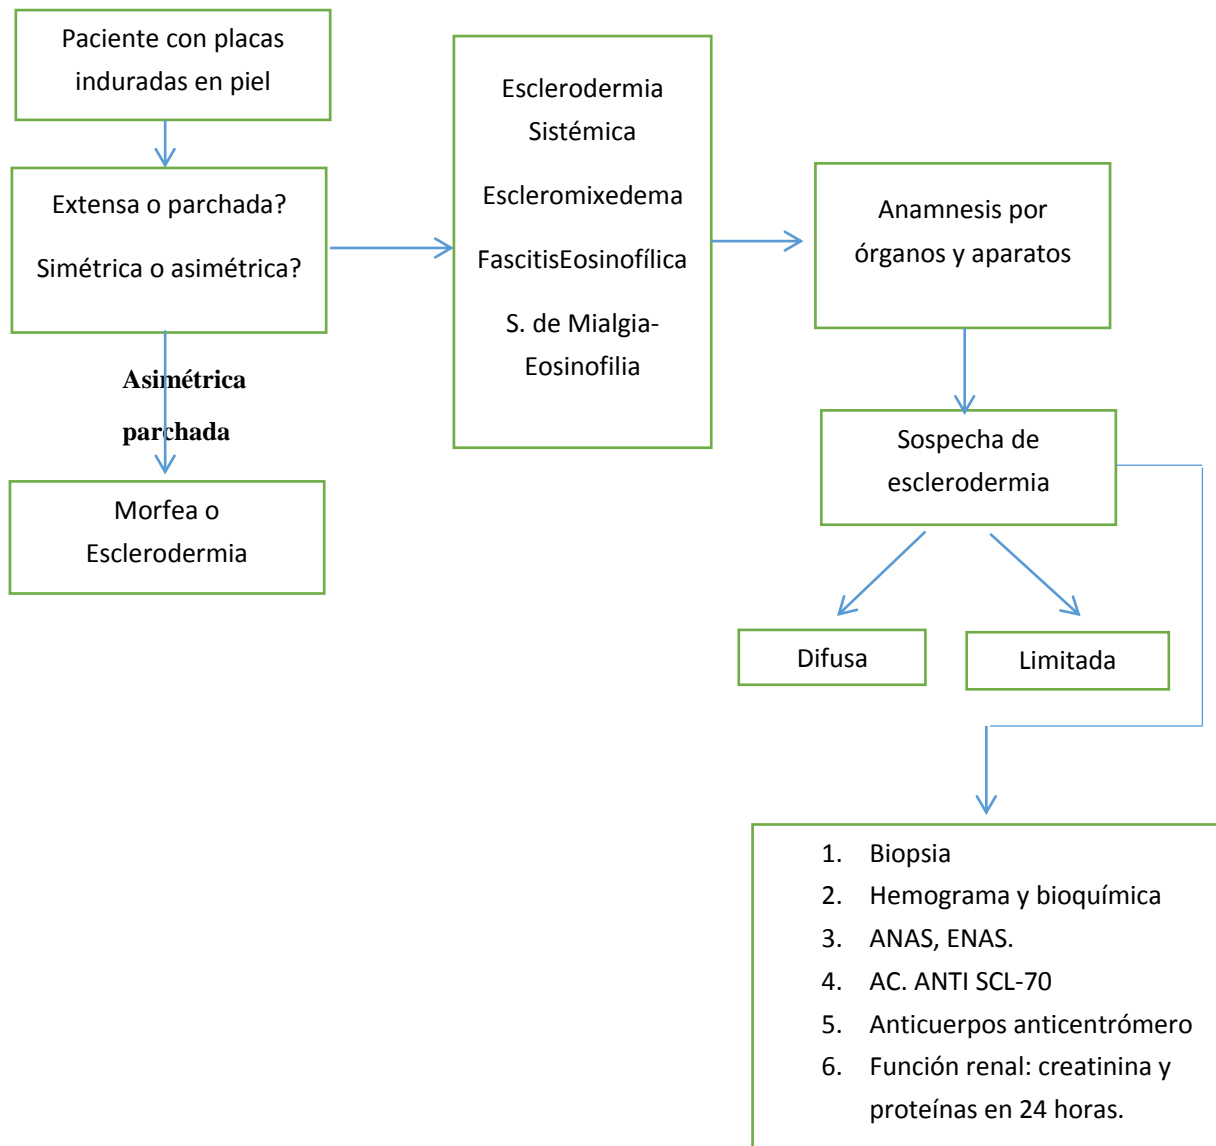 Paciente con placas
induradas en piel
Extensa o parchada?
Simétrica o asimétrica?
Asimétrica
parchada
Morfea o
Esclerodermia
Esclerodermia
Sistémica
Escleromixedema
FascitisEosinofílica
S. de Mialgia-
Eosinofilia
Anamnesis por
órganos y aparatos
Sospecha de
esclerodermia
Difusa
Limitada
1. Biopsia
2. Hemograma y bioquímica
3. ANAS, ENAS.
4. AC. ANTI SCL-70
5. Anticuerpos anticentrómero
6. Función renal: creatinina y
proteínas en 24 horas.